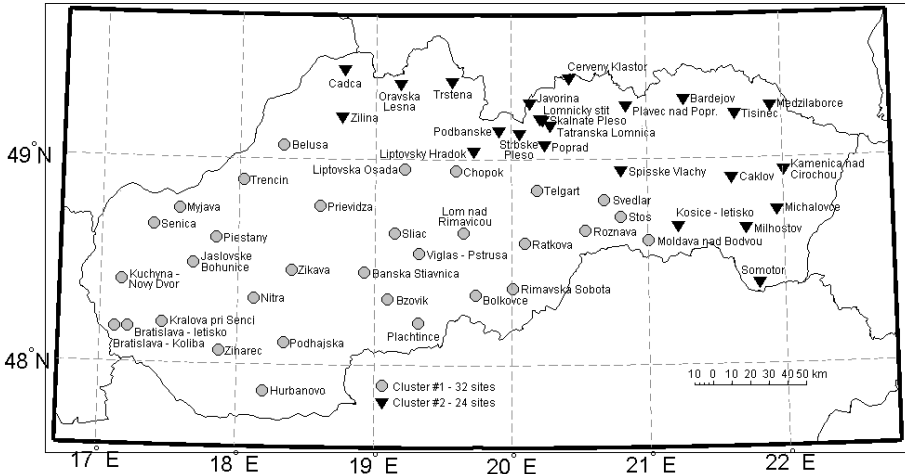 Cerveny Klastor
Cadca
Oravska
Lesna
Trstena
Javorina
Lomnicky stit
Skalnate Pleso
Tatranska Lomnica
Plavec nad Popr.
Bardejov
Tisinec
Medzilaborce
Zilina
Podbanske
Strbske
Pleso
Poprad
Belusa
49°N
Liptovsky Hradok
Liptovska Osada
Chopok
Spisske Vlachy
Caklov
Kamenica nad
Cirochou
Trencin
Telgart
Svedlar
Myjava
Prievidza
Lom nad
Rimavicou
Stos
Kosice - letisko
Michalovce
Senica
Piestany
Sliac
Ratkova
Roznava
Moldava nad Bodvou
Milhostov
Jaslovske
Bohunice
Viglas - Pstrusa
Kuchyna -
Novy Dvor
Zikava
Banska Stiavnica
Somotor
Nitra
Bzovik
Bolkovce
Rimavska Sobota
Kralova pri Senci
Bratislava - letisko
Bratislava - Koliba
Plachtince
Ziharec
Podhajska
48°N
Hurbanovo
10 0 10 20 30 40 50 km
Cluster #1 - 32 sites
Cluster #2 - 24 sites
17° E
18° E
19° E
20° E
21° E
22° E